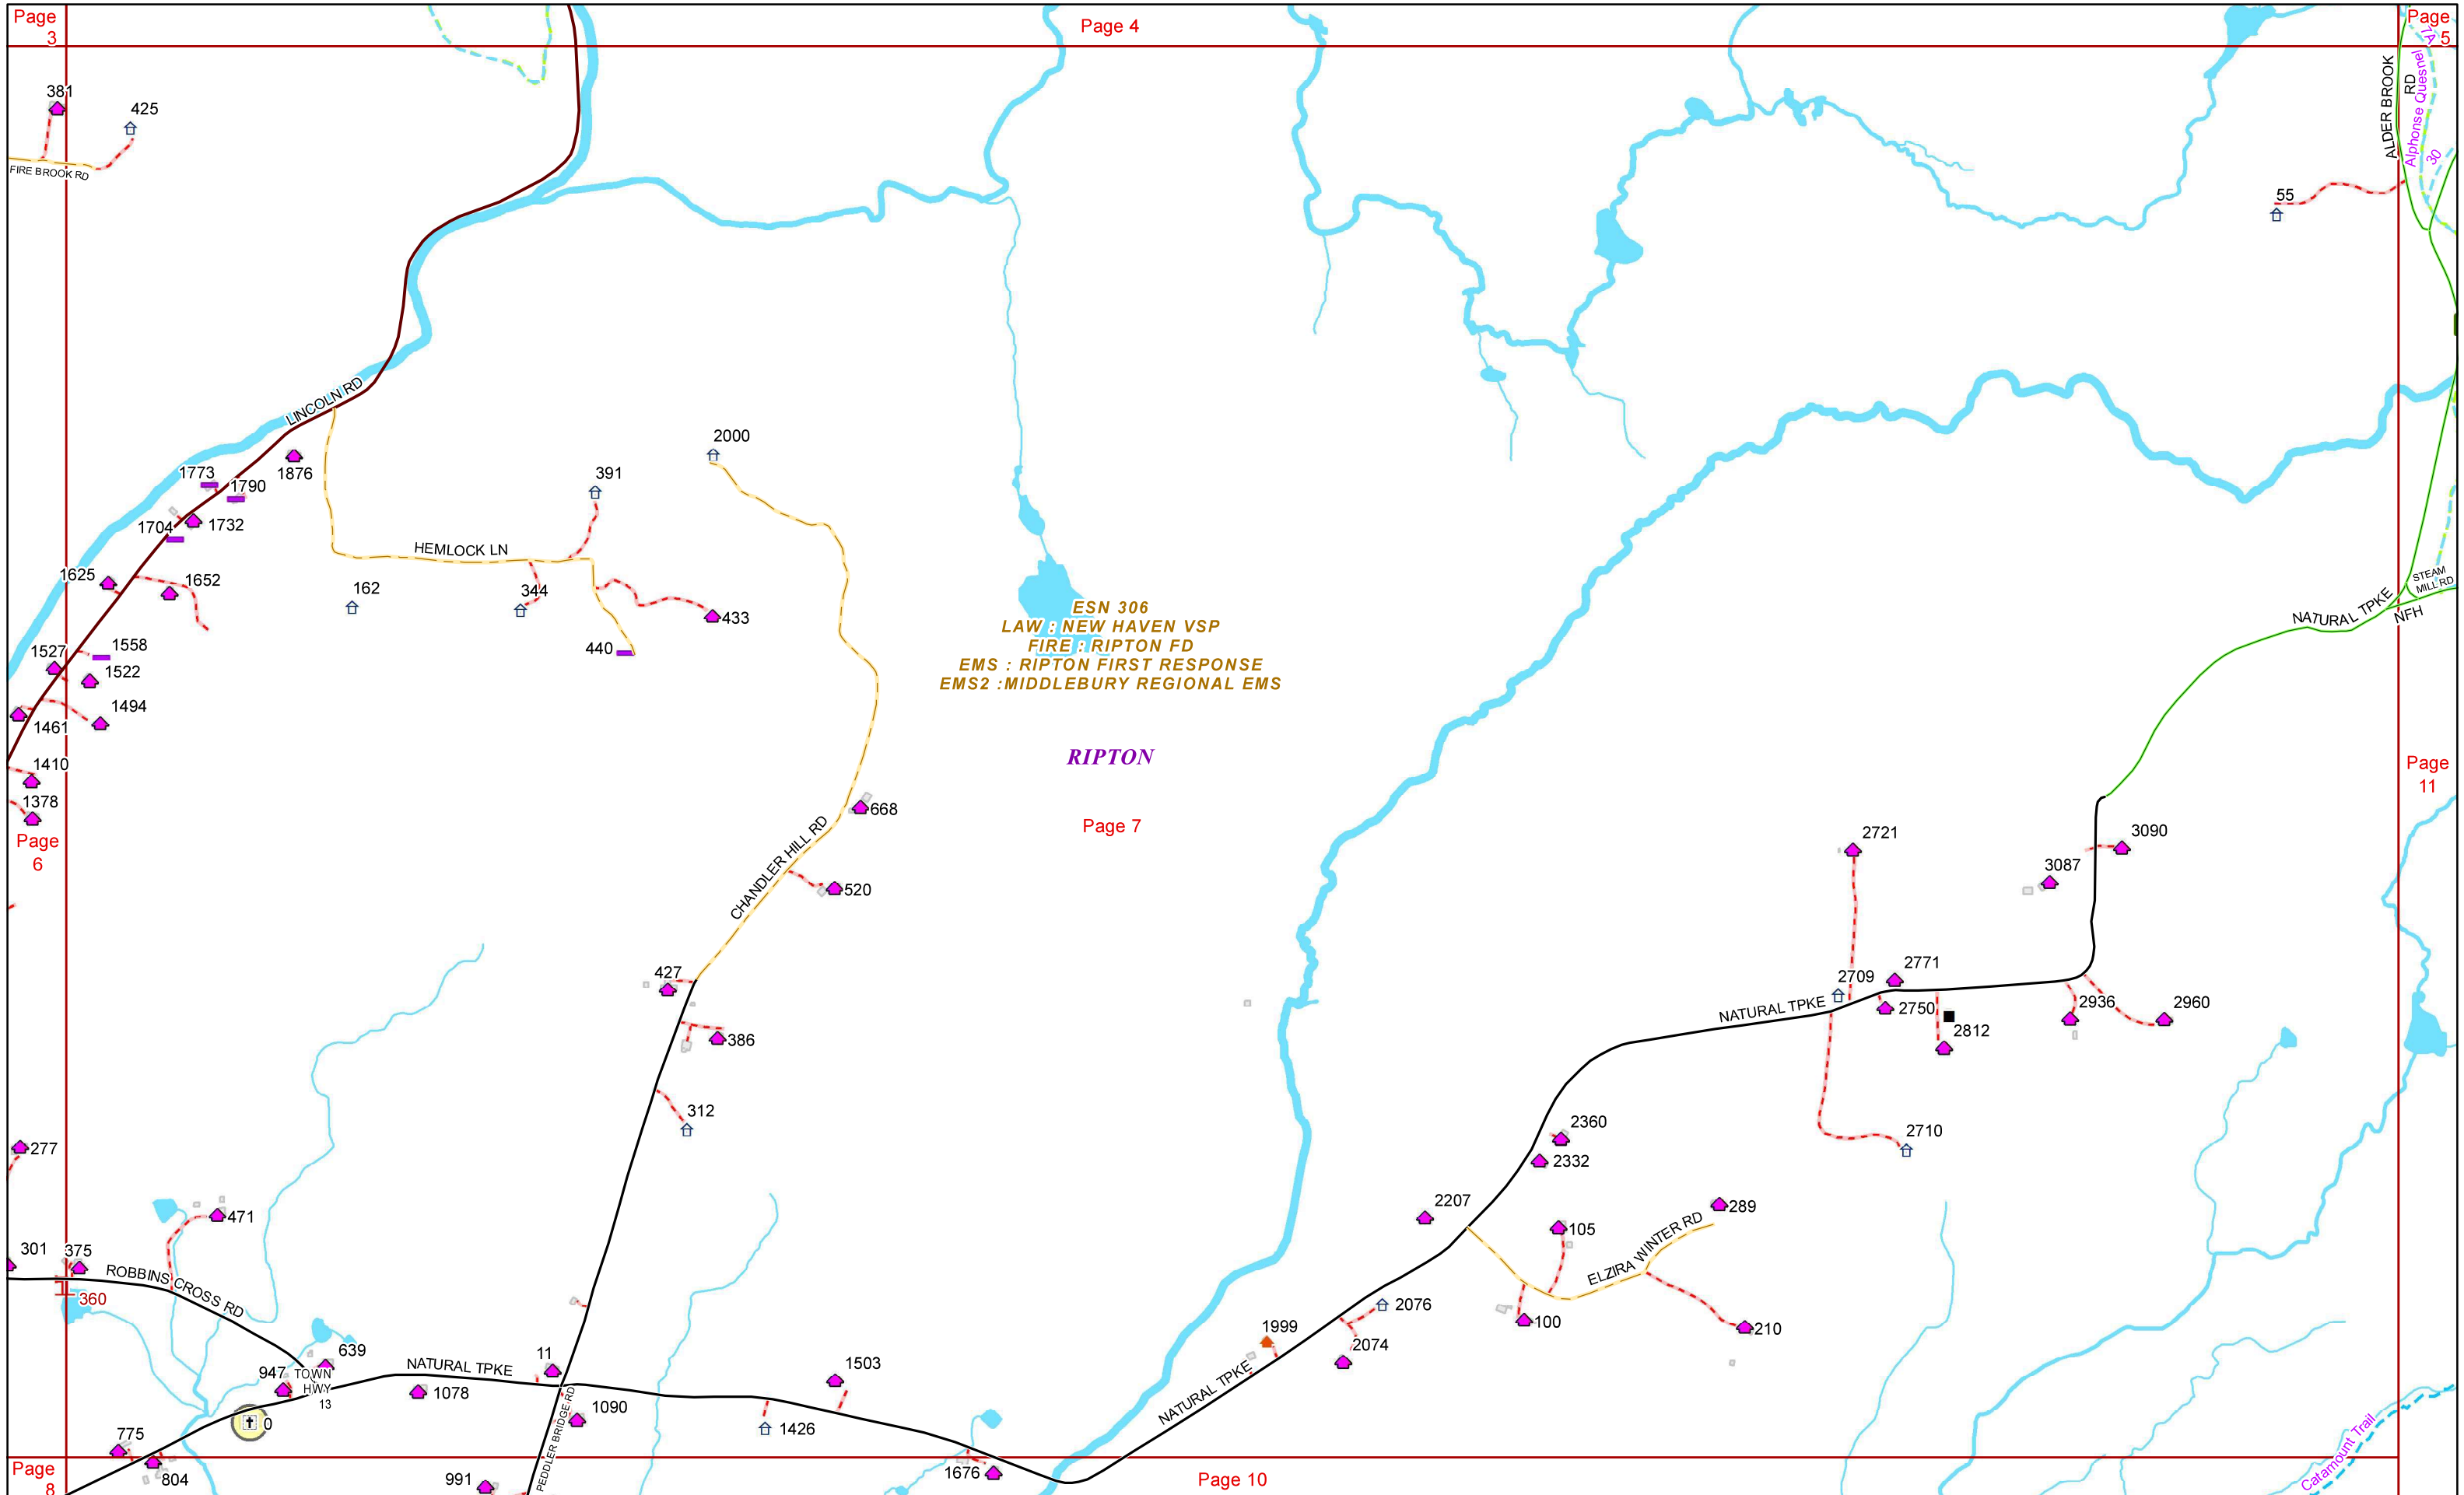 Page
3
Page 4
Page
5
7A
Alphonse Quesnel
30
ALDER BROOK
RD
381
425
FIRE BROOK RD
55
LINCOLN RD
2000
1876
1773
1790
391
1704
1732
HEMLOCK LN
1625
1652
162
344
433
440
ESN 306
LAW : NEW HAVEN VSP
FIRE : RIPTON FD
EMS : RIPTON FIRST RESPONSE
EMS2 :MIDDLEBURY REGIONAL EMS
STEAM
MILL RD
NATURAL TPKE
NFH
1527
1558
1522
1494
1461
RIPTON
1410
1378
Page
6
Page 7
Page
11
668
CHANDLER HILL RD
520
2721
3090
3087
427
386
312
2709
2771
NATURAL TPKE
2750
2812
2936
2960
2710
277
471
2360
2332
2207
289
105
ELZIRA WINTER RD
301
375
ROBBINS CROSS RD
360
2076
100
210
1999
2074
639
947
TOWN
HWY
13
NATURAL TPKE
11
1078
1090
PEDDLER BRIDGE RD
1503
1426
NATURAL TPKE
0
775
804
Page
8
991
1676
Page 10
Catamount Trail